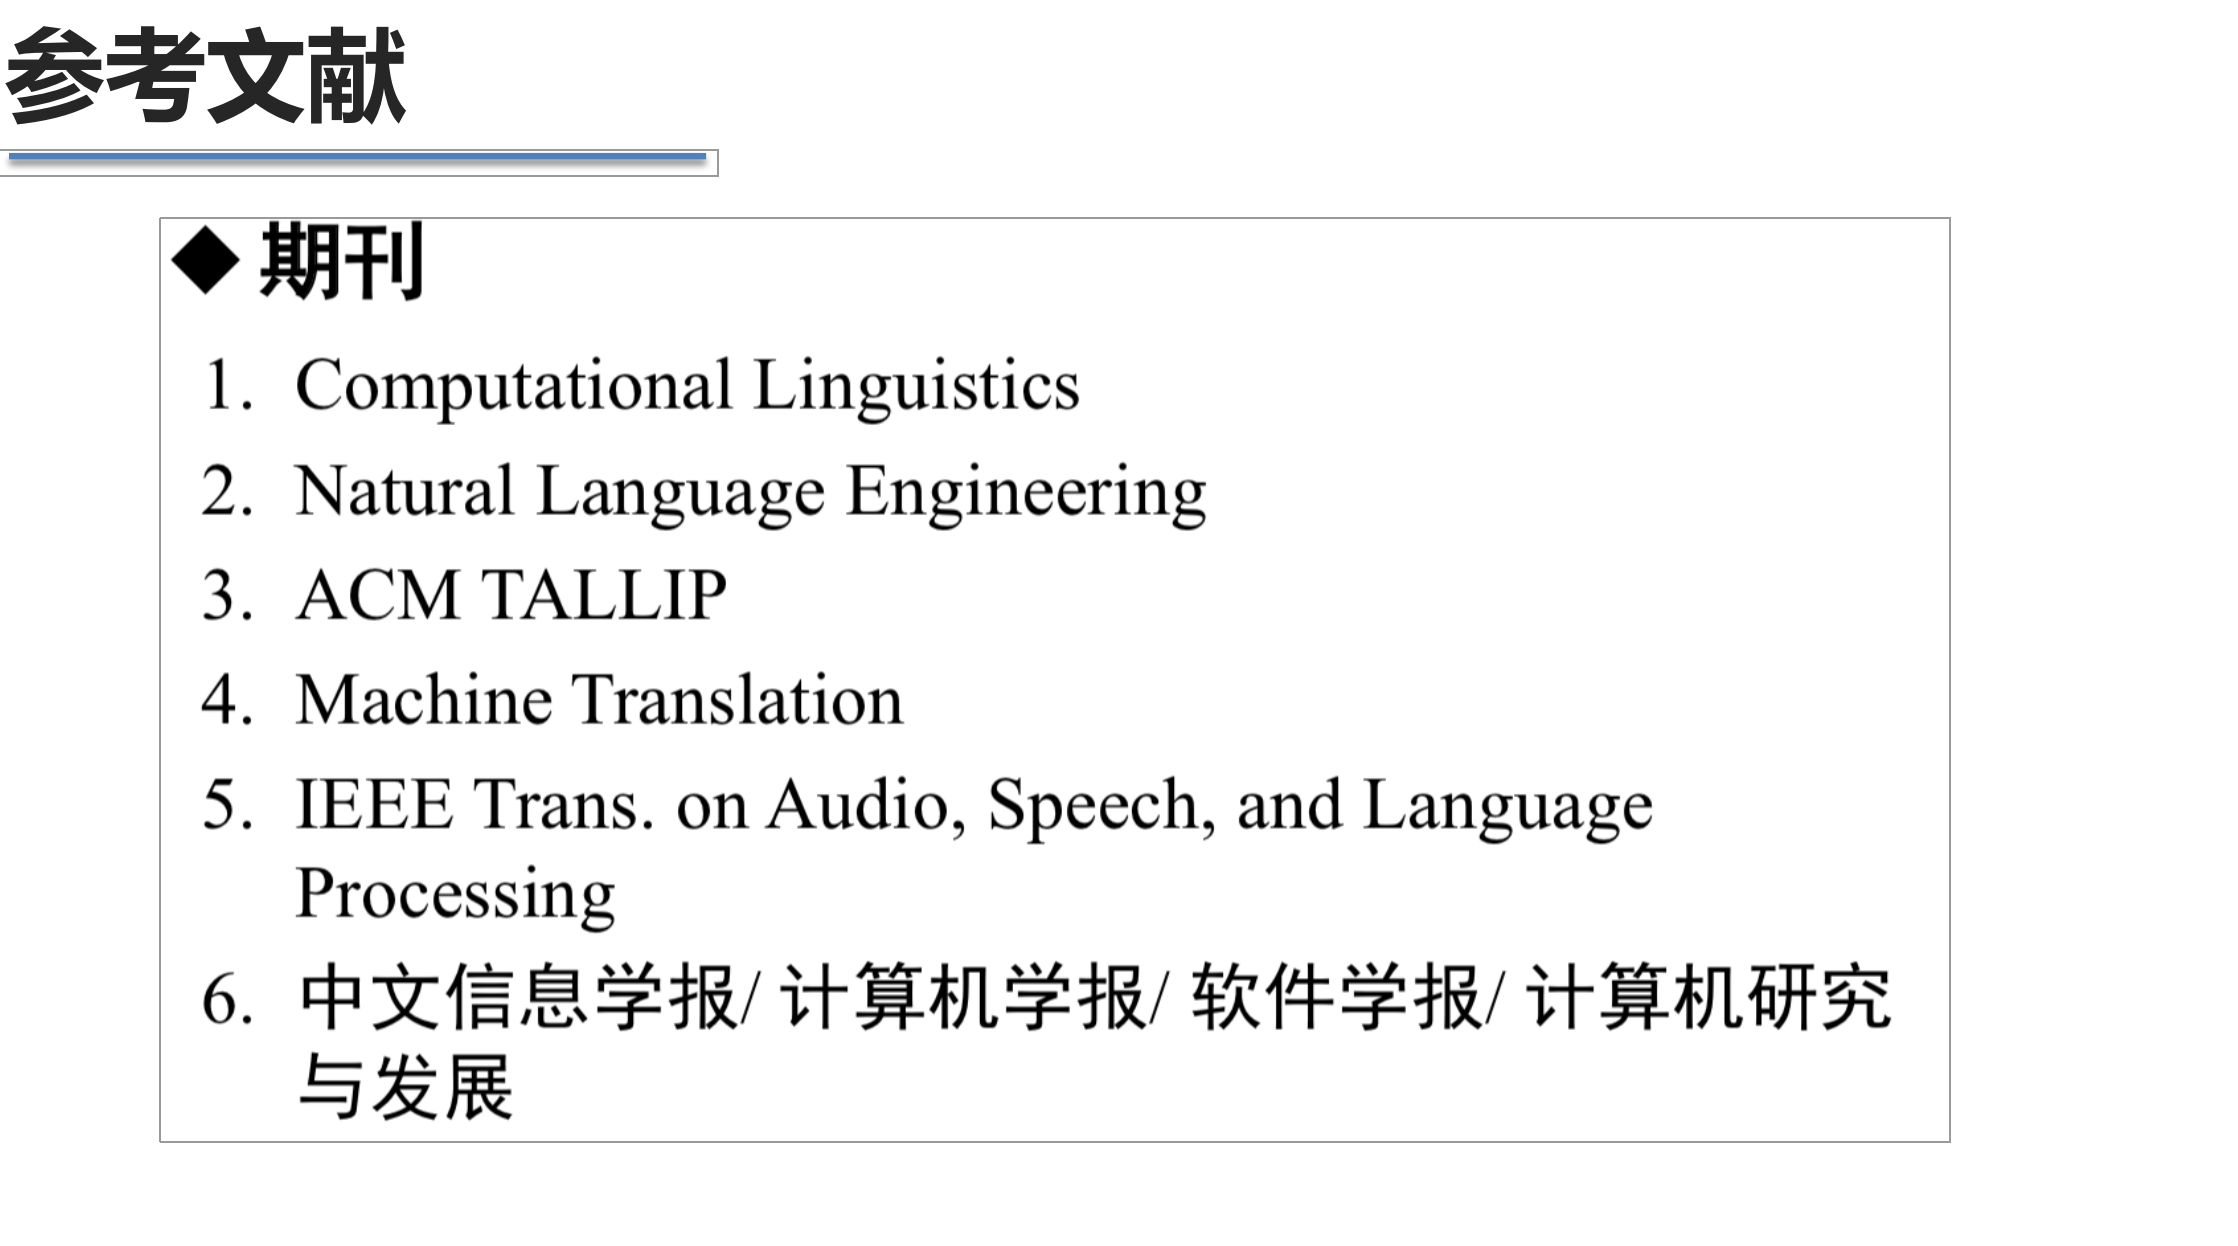 参考文献
◆ 期刊
1. Computational Linguistics
2. Natural Language Engineering
3. ACM TALLIP
4. Machine Translation
5. IEEE Trans. on Audio, Speech, and Language
Processing
6. 中文信息学报/ 计算机学报/ 软件学报/ 计算机研究
与发展